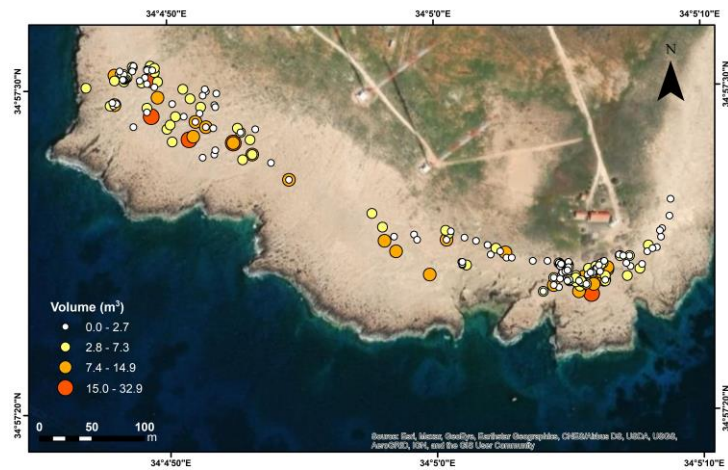 34°4'50"E 34°5'0"E 34°5'10"E
N
34°57'30"N 34°57'30"N
Volume (m³)
0.0 - 2.7
2.8 - 7.3
7.4 - 14.9
15.0 - 32.9
34°57'20"N 34°57'20"N
0 50 100
m
Source: Esri, Maxar, GeoEye, Earthstar Geographics, CNES/Airbus DS, USDA, USGS,
AeroGRID, IGN, and the GIS User Community
34°4'50"E 34°5'0"E 34°5'10"E